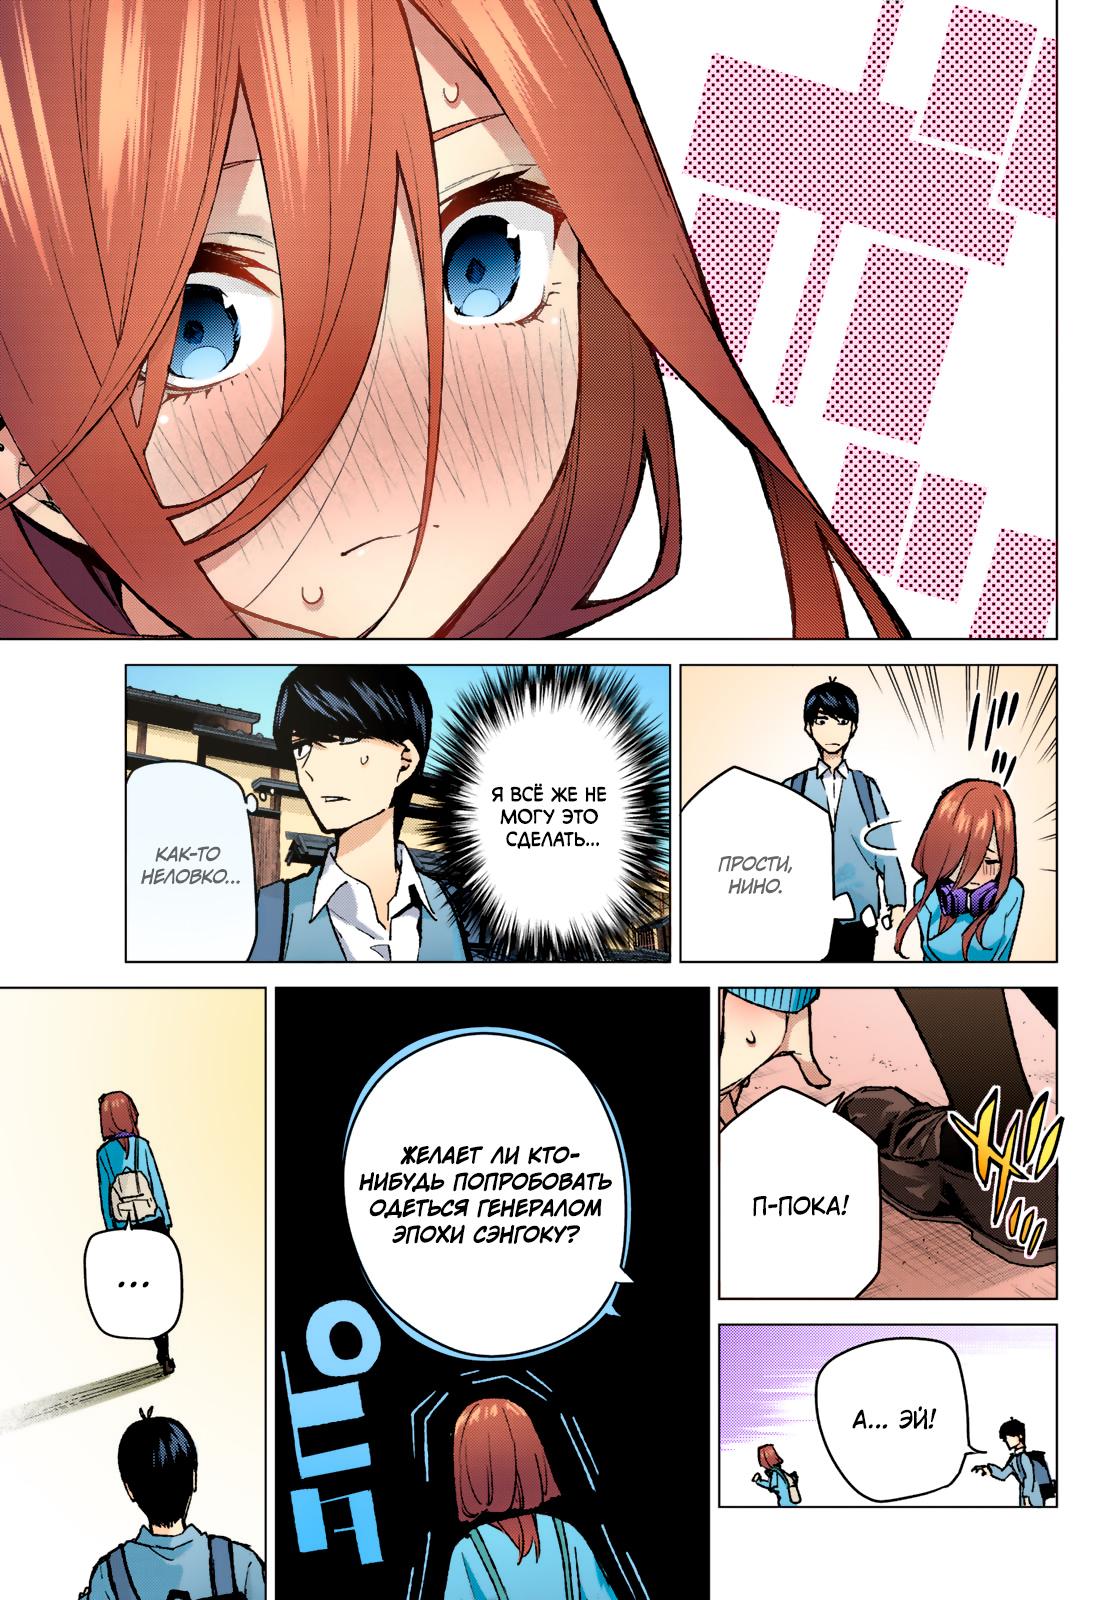 ПРОСТИ,
НИНО.
Я ВСЁ ЖЕ НЕ
МОГУ ЭТО
СДЕЛАТЬ...
КАК-ТО
НЕЛОВКО...
П-ПОКА!
А... ЭЙ!
ЖЕЛАЕТ ЛИ КТО-
НИБУДЬ ПОПРОБОВАТЬ
ОДЕТЬСЯ ГЕНЕРАЛОМ
ЭПОХИ СЭНГОКУ?
...